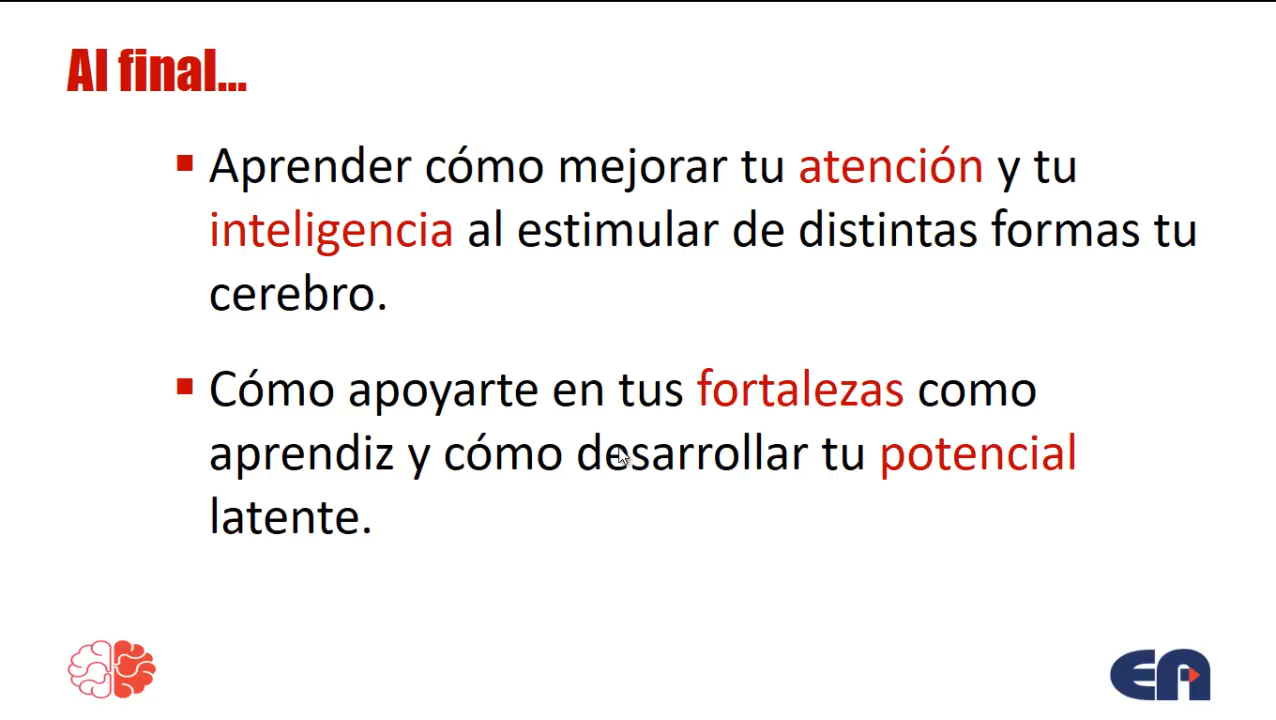 Al final...
▪ Aprender cómo mejorar tu atención y tu
inteligencia al estimular de distintas formas tu
cerebro.
▪ Cómo apoyarte en tus fortalezas como
aprendiz y cómo desarrollar tu potencial
latente.
EA